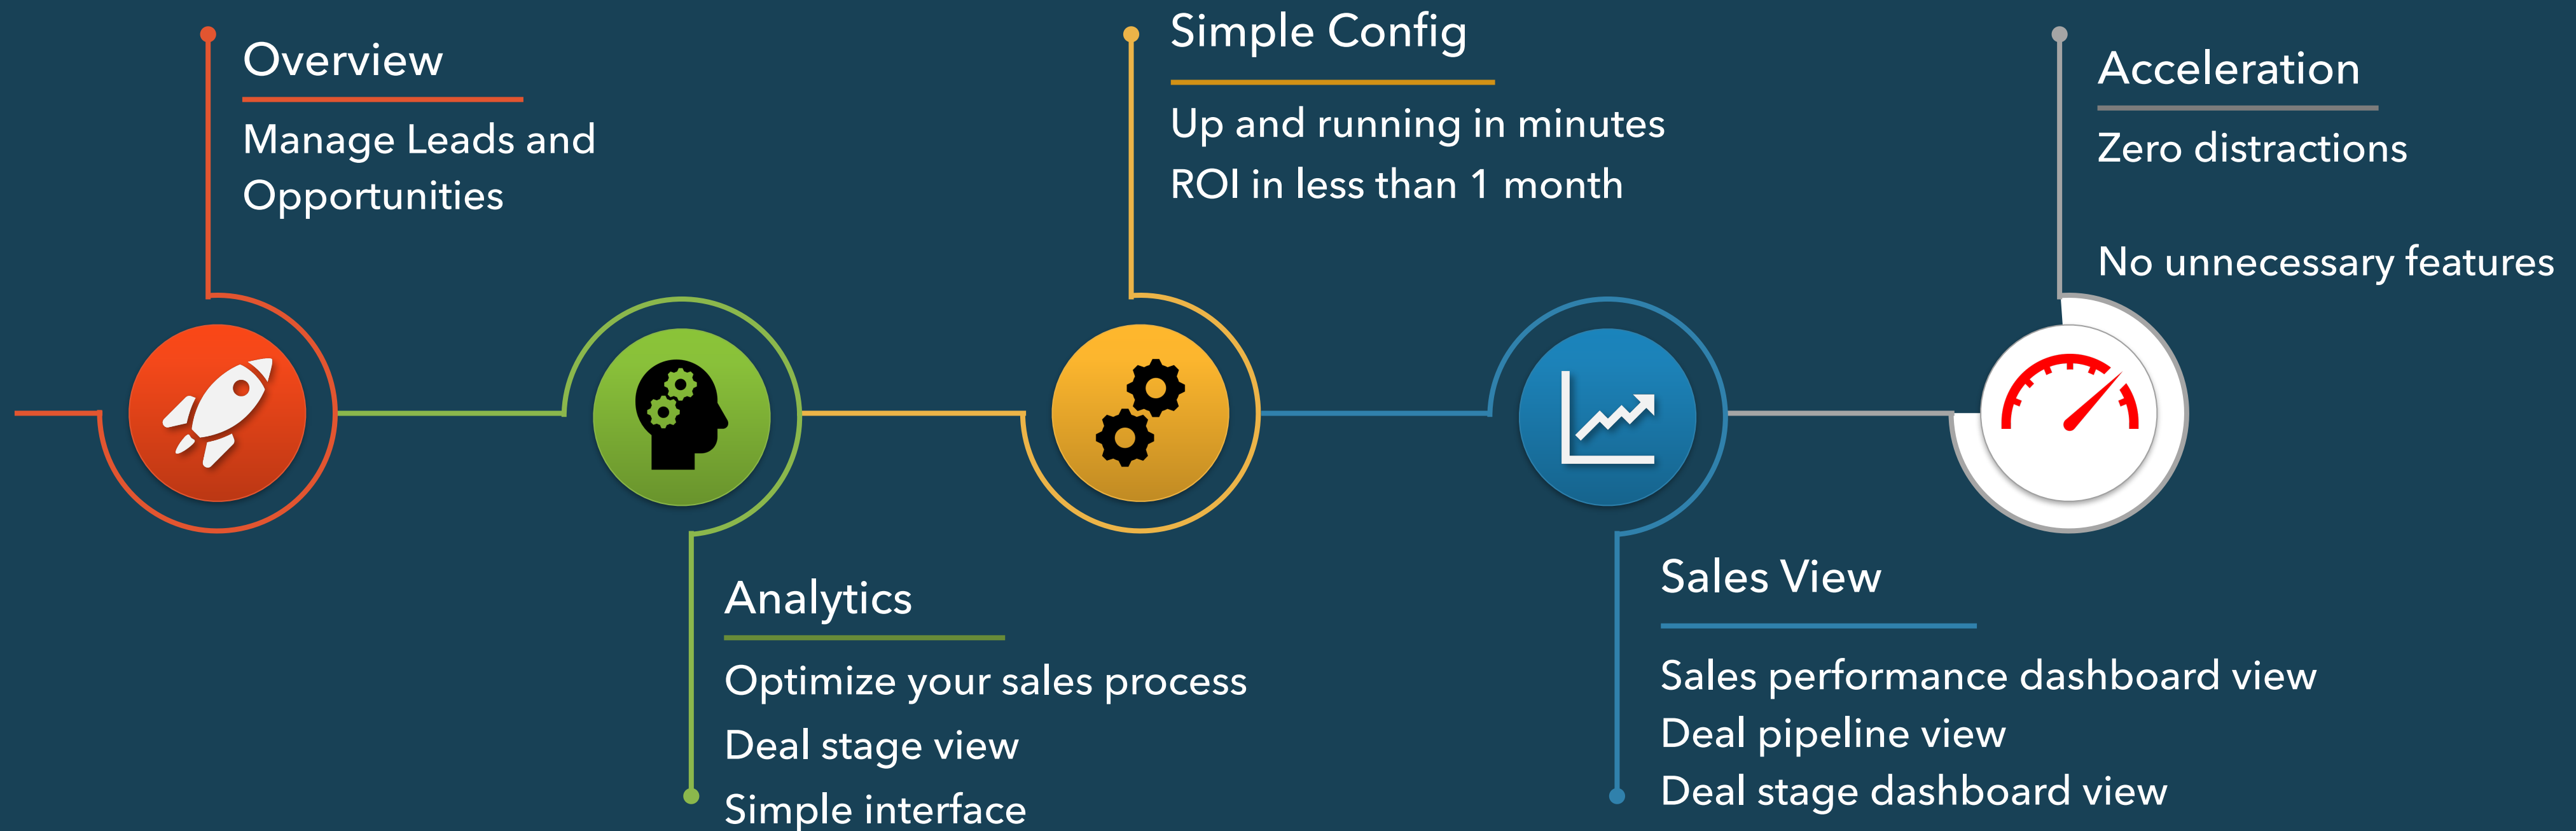 Overview
Manage Leads and
Opportunities
Analytics
Optimize your sales process
Deal stage view
Simple interface
Simple Config
Up and running in minutes
ROI in less than 1 month
Sales View
Sales performance dashboard view
Deal pipeline view
Deal stage dashboard view
Acceleration
Zero distractions
No unnecessary features